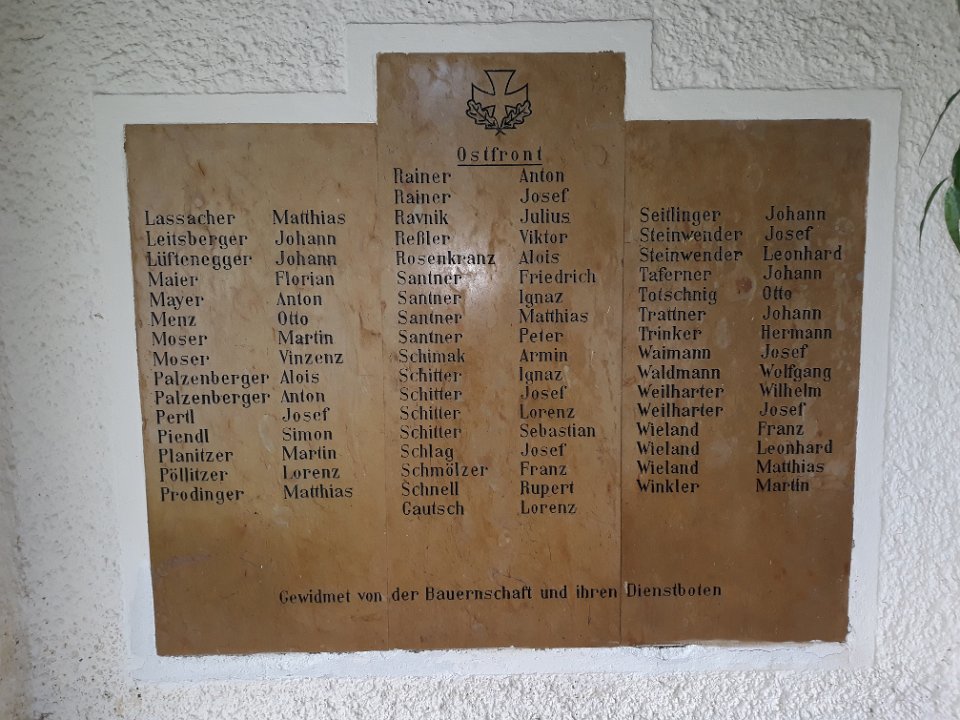 Ostfront
Lassacher Matthias
Leitsberger Johann
Lüftenegger Johann
Maier Florian
Mayer Anton
Menz Otto
Moser Martin
Moser Vinzenz
Palzenberger Alois
Palzenberger Anton
Pertl Josef
Piendl Simon
Planitzer Martin
Pöllitzer Lorenz
Prodinger Matthias
Rainer Anton
Rainer Josef
Ravnik Julius
Reßler Viktor
Rosenkranz Alois
Santner Friedrich
Santner Ignaz
Santner Matthias
Santner Peter
Schimak Armin
Schitter Ignaz
Schitter Josef
Schitter Lorenz
Schitter Sebastian
Schlag Josef
Schmölzer Franz
Schnell Rupert
Gautsch Lorenz
Seitlinger Johann
Steinwender Josef
Steinwender Leonhard
Taferner Johann
Totschnig Otto
Trattner Johann
Trinker Hermann
Waimann Josef
Waldmann Wolfgang
Weilharter Wilhelm
Weilharter Josef
Wieland Franz
Wieland Leonhard
Wieland Matthias
Winkler Martin
Gewidmet von der Bauernschaft und ihren Dienstboten